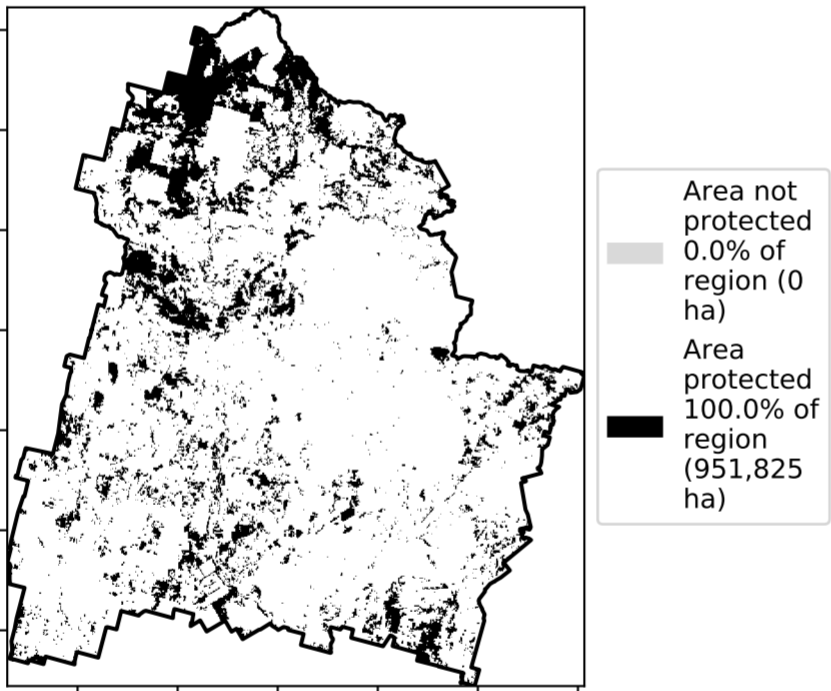 Area not
protected
0.0% of
region (0
ha)
Area
protected
100.0% of
region
(951,825
ha)